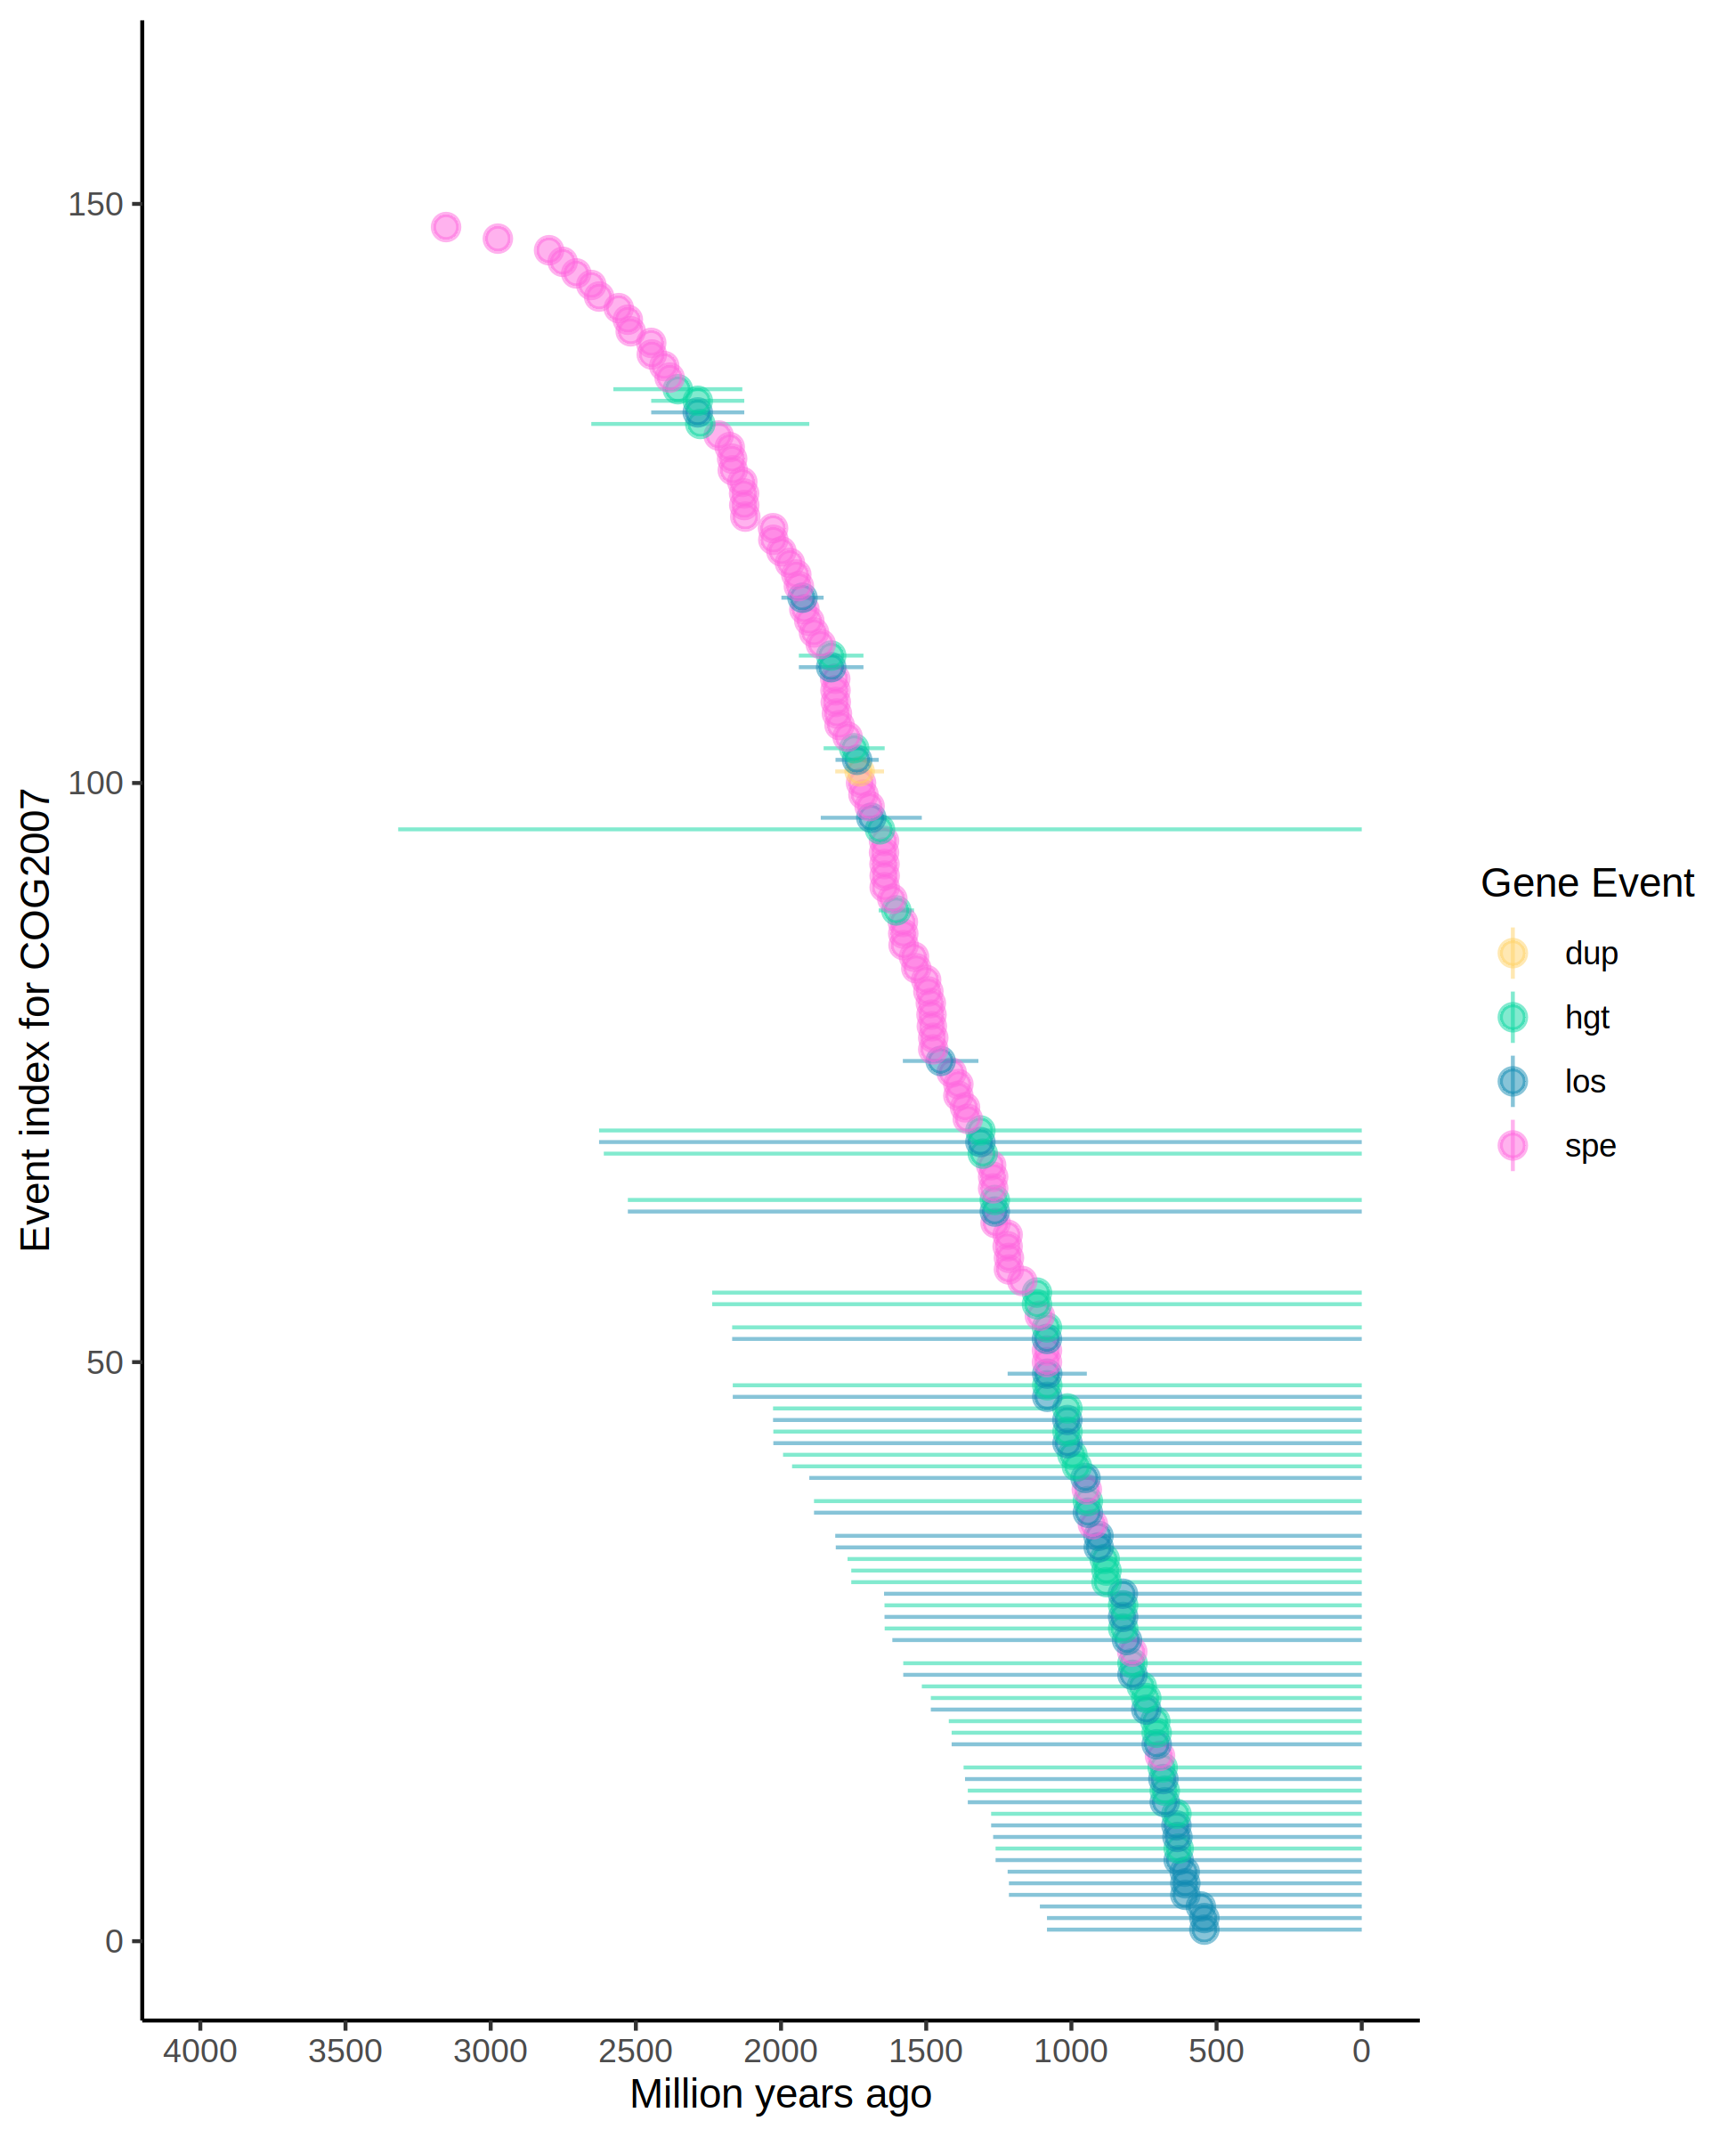 150
100
50
0
Event index for COG2007
4000 3500 3000 2500 2000 1500 1000 500 0
Million years ago
Gene Event
dup
hgt
los
spe